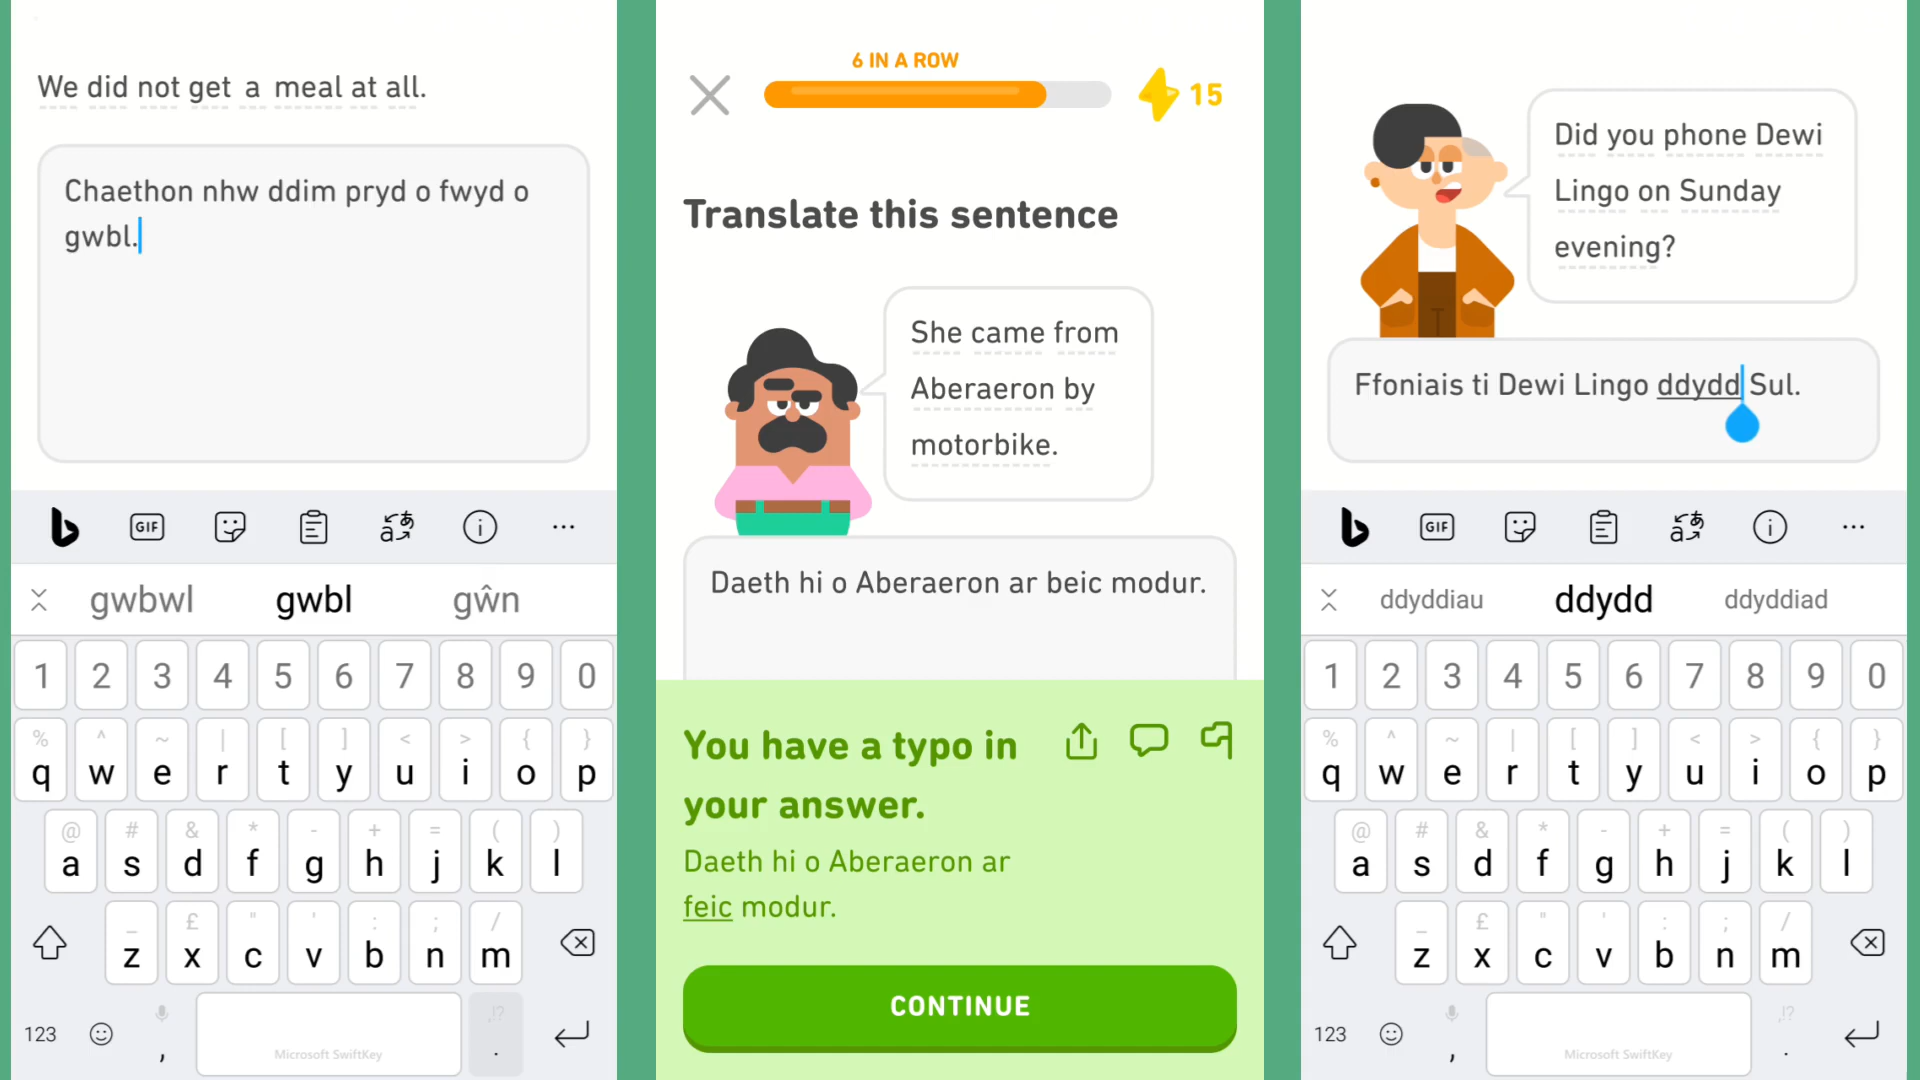 We did not get a meal at all.
Chaethon nhw ddim pryd o fwyd o
gwbl.
GIF
gwbwl gwbl gŵn
1 2 3 4 5 6 7 8 9 0
% ^ ~ | [ ] < > { }
q w e r t y u i o p
@ # & * - + = ( )
a s d f g h j k l
_ £ " ' : ; /
z x c v b n m
,!?
123 , Microsoft SwiftKey .
6 IN A ROW
15
Translate this sentence
She came from
Aberaeron by
motorbike.
Daeth hi o Aberaeron ar beic modur.
You have a typo in
your answer.
Daeth hi o Aberaeron ar
feic modur.
CONTINUE
Did you phone Dewi
Lingo on Sunday
evening?
Ffoniais ti Dewi Lingo ddydd Sul.
GIF
ddyddiau ddydd ddyddiad
1 2 3 4 5 6 7 8 9 0
% ^ ~ | [ ] < > { }
q w e r t y u i o p
@ # & * - + = ( )
a s d f g h j k l
_ £ " ' : ; /
z x c v b n m
,!?
123 , Microsoft SwiftKey .